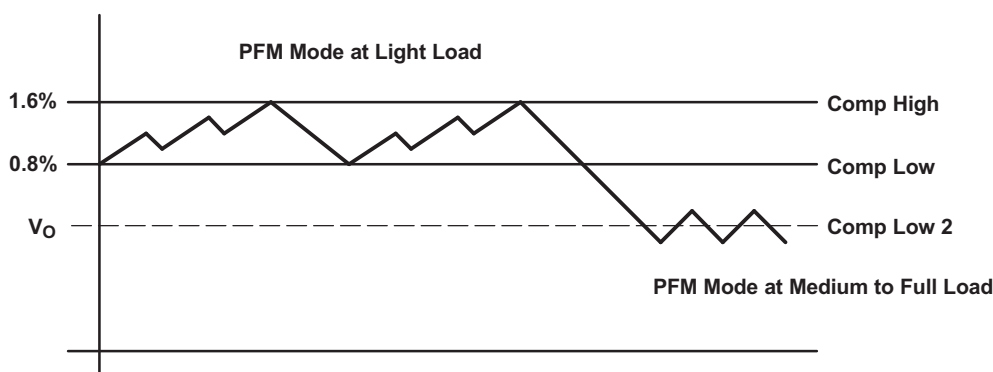 PFM Mode at Light Load
1.6%
Comp High
0.8%
Comp Low
VO
Comp Low 2
PFM Mode at Medium to Full Load